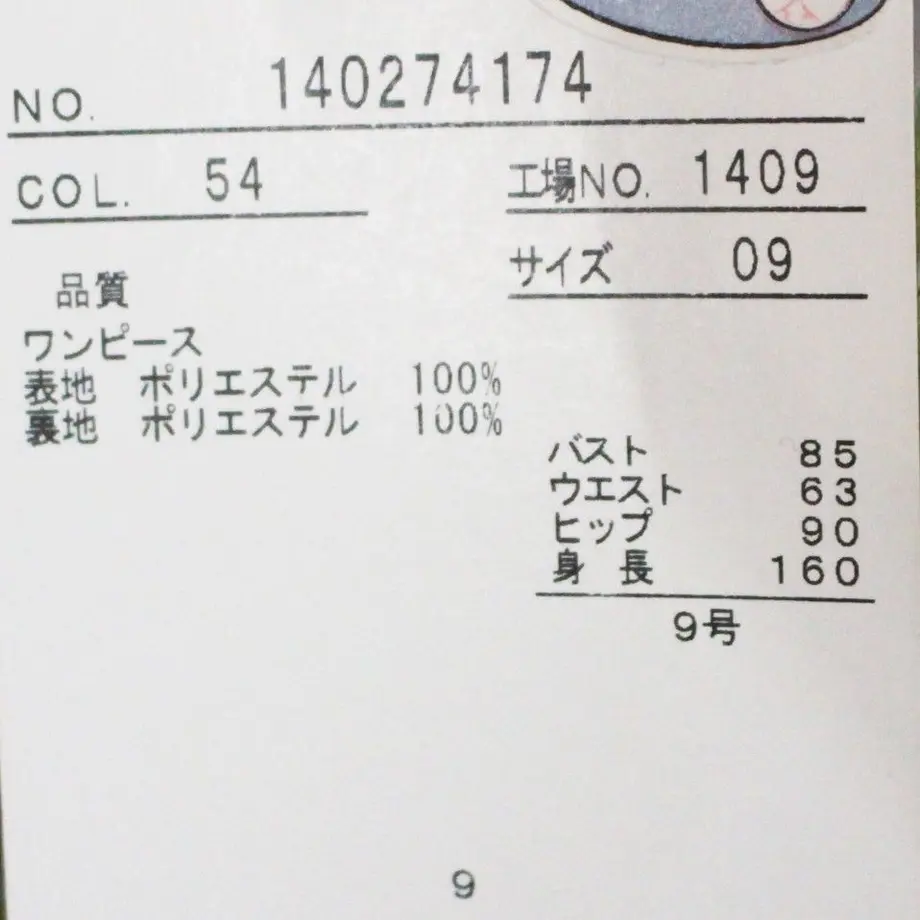 NO. 140274174
COL. 54 工場NO. 1409
サイズ 09
品質
ワンピース
表地 ポリエステル 100%
裏地 ポリエステル 100%
バスト 85
ウエスト 63
ヒップ 90
身長 160
9号
9